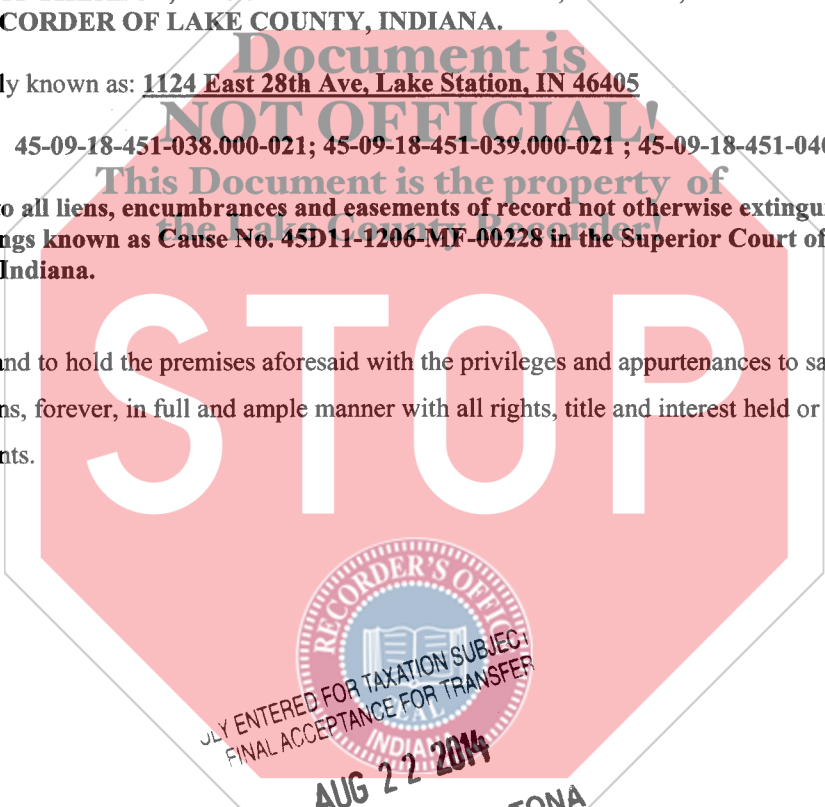 CORDER OF LAKE COUNTY, INDIANA.
Document is
ly known as: 1124 East 28th Ave, Lake Station, IN 46405
NOT OFFICIAL!
45-09-18-451-038.000-021; 45-09-18-451-039.000-021 ; 45-09-18-451-04
This Document is the property of
o all liens, encumbrances and easements of record not otherwise extingui
the Lake County Recorder!
ngs known as Cause No. 45D11-1206-MF-00228 in the Superior Court of
Indiana.
STOP
and to hold the premises aforesaid with the privileges and appurtenances to sa
ns, forever, in full and ample manner with all rights, title and interest held or
nts.
RECORDER'S OFFICE
SEAL
INDIANA
LY ENTERED FOR TAXATION SUBJECT
FINAL ACCEPTANCE FOR TRANSFER
AUG 22 2014
TONA